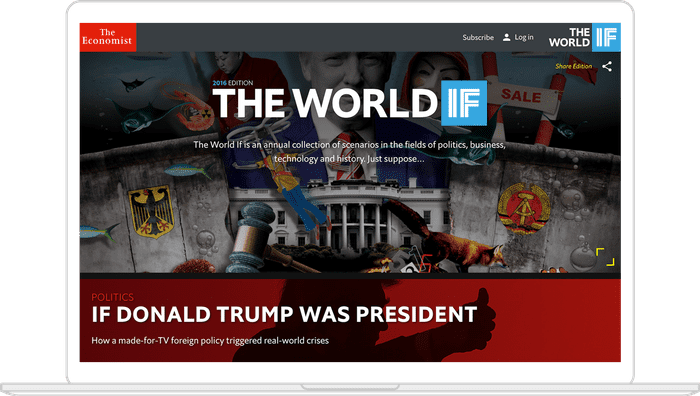 The
Economist
Subscribe
Log in
THE
WORLD IF
Share Edition
SALE
2016 EDITION
THE WORLD IF
The World If is an annual collection of scenarios in the fields of politics, business,
technology and history. Just suppose...
POLITICS
IF DONALD TRUMP WAS PRESIDENT
How a made-for-TV foreign policy triggered real-world crises